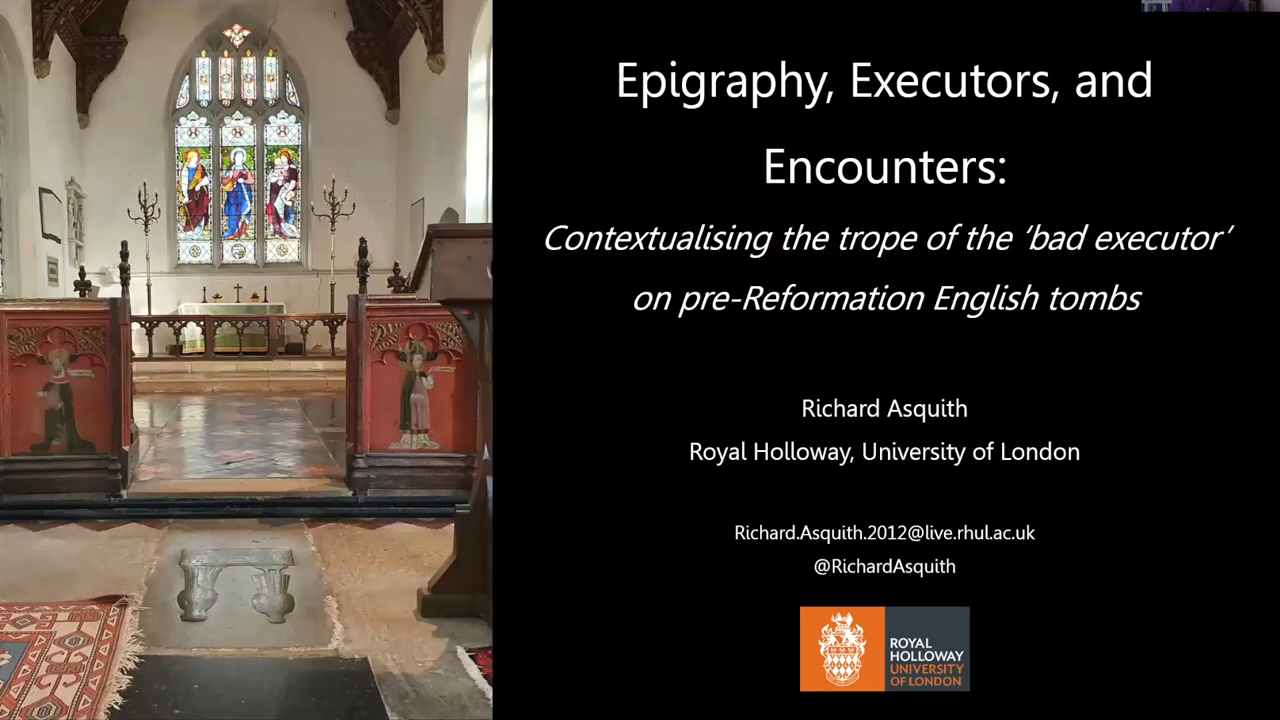 Epigraphy, Executors, and
Encounters:
Contextualising the trope of the ‘bad executor’
on pre-Reformation English tombs
Richard Asquith
Royal Holloway, University of London
Richard.Asquith.2012@live.rhul.ac.uk
@RichardAsquith
ROYAL
HOLLOWAY
UNIVERSITY
OF LONDON